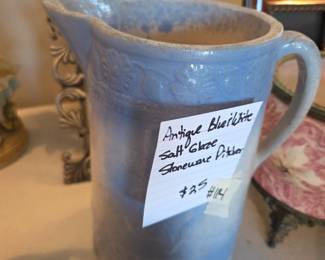 Antique Blue/White
Salt Glaze
Stoneware Pitcher
$25
#114